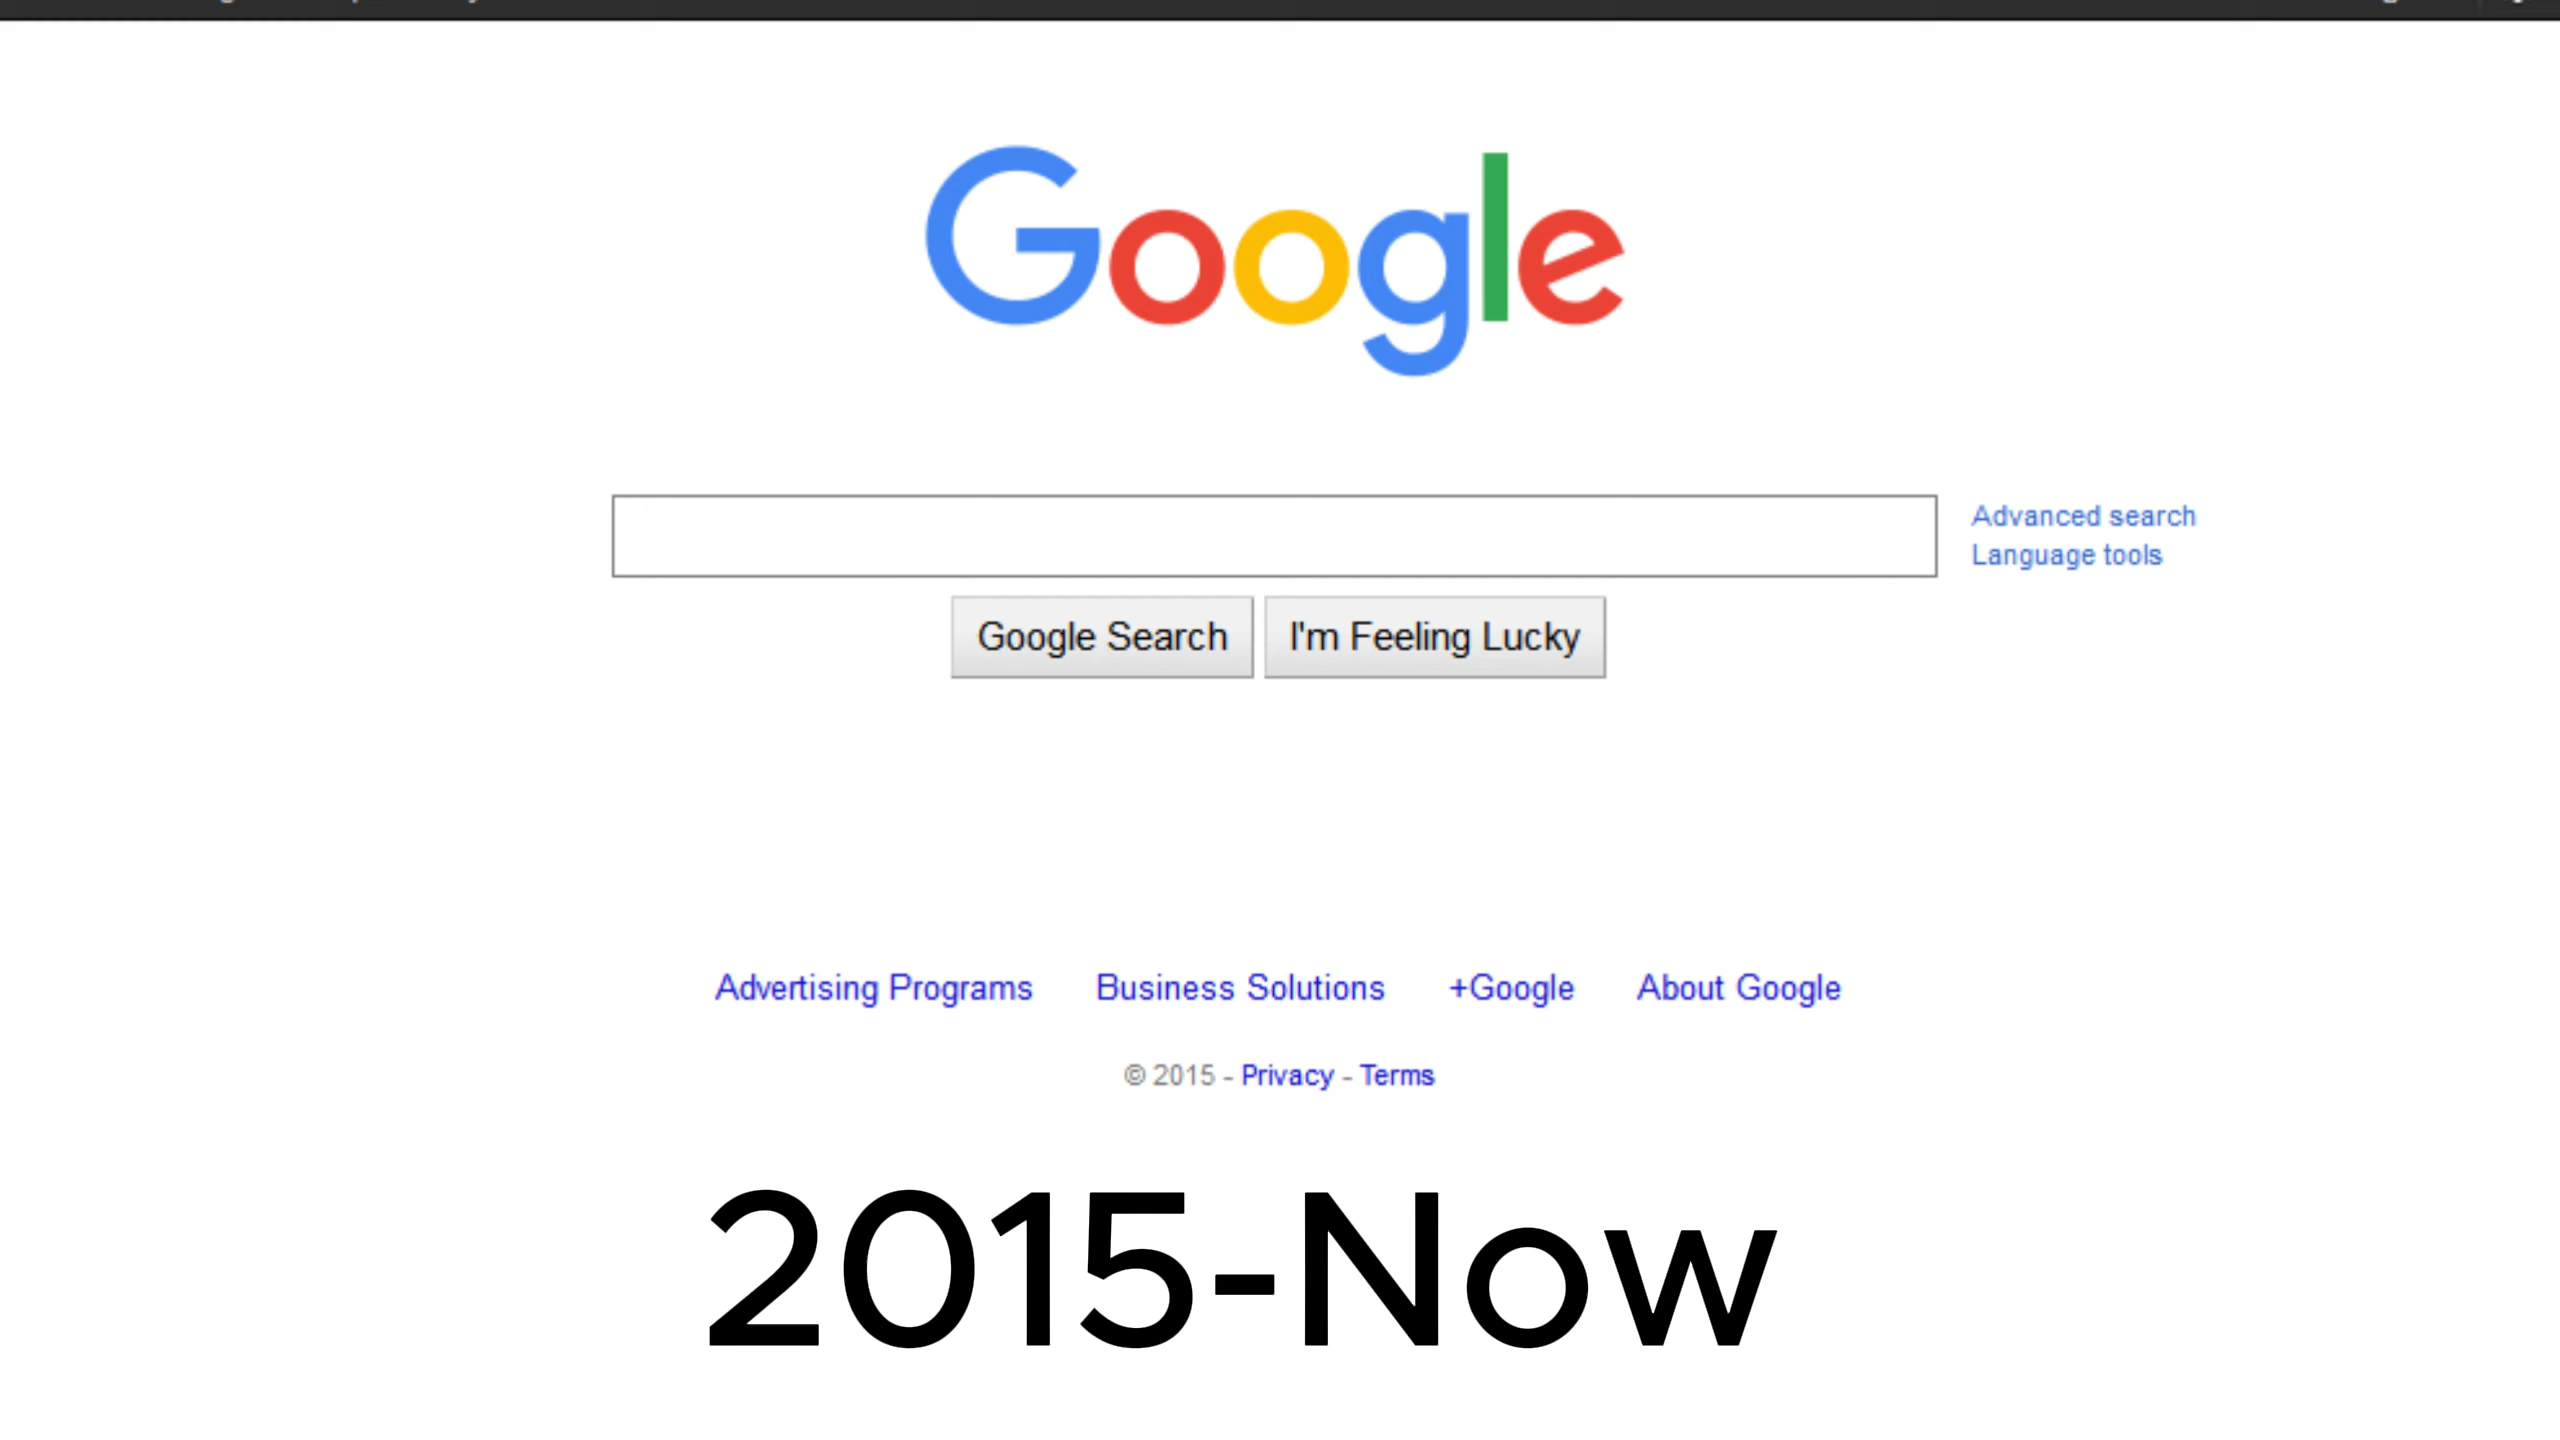 Google
Advanced search
Language tools
Google Search I'm Feeling Lucky
Advertising Programs Business Solutions +Google About Google
© 2015 - Privacy - Terms
2015-Now